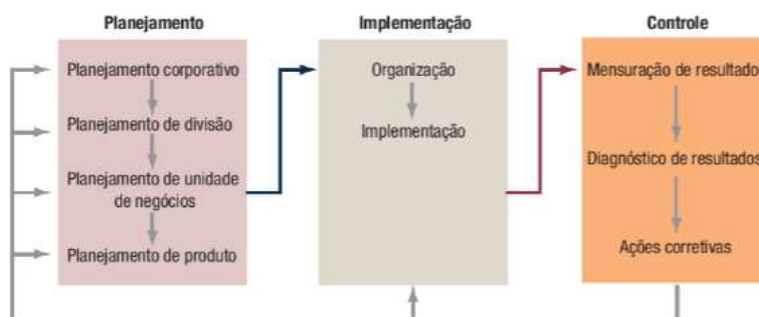 Planejamento
Planejamento corporativo
Planejamento de divisão
Planejamento de unidade
de negócios
Planejamento de produto
Implementação
Organização
Implementação
Controle
Mensuração de resultado
Diagnóstico de resultados
Ações corretivas